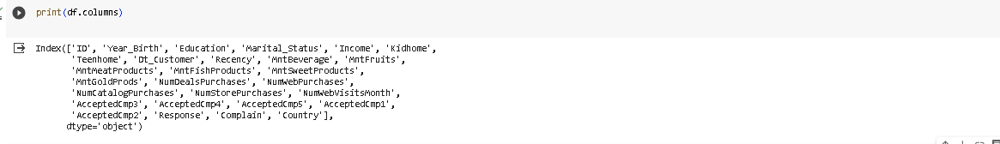 print(df.columns)
Index(['ID', 'Year_Birth', 'Education', 'Marital_Status', 'Income', 'Kidhome',
'Teenhome', 'Dt_Customer', 'Recency', 'MntBeverage', 'MntFruits',
'MntMeatProducts', 'MntFishProducts', 'MntSweetProducts',
'MntGoldProds', 'NumDealsPurchases', 'NumWebPurchases',
'NumCatalogPurchases', 'NumStorePurchases', 'NumWebVisitsMonth',
'AcceptedCmp3', 'AcceptedCmp4', 'AcceptedCmp5', 'AcceptedCmp1',
'AcceptedCmp2', 'Response', 'Complain', 'Country'],
dtype='object')